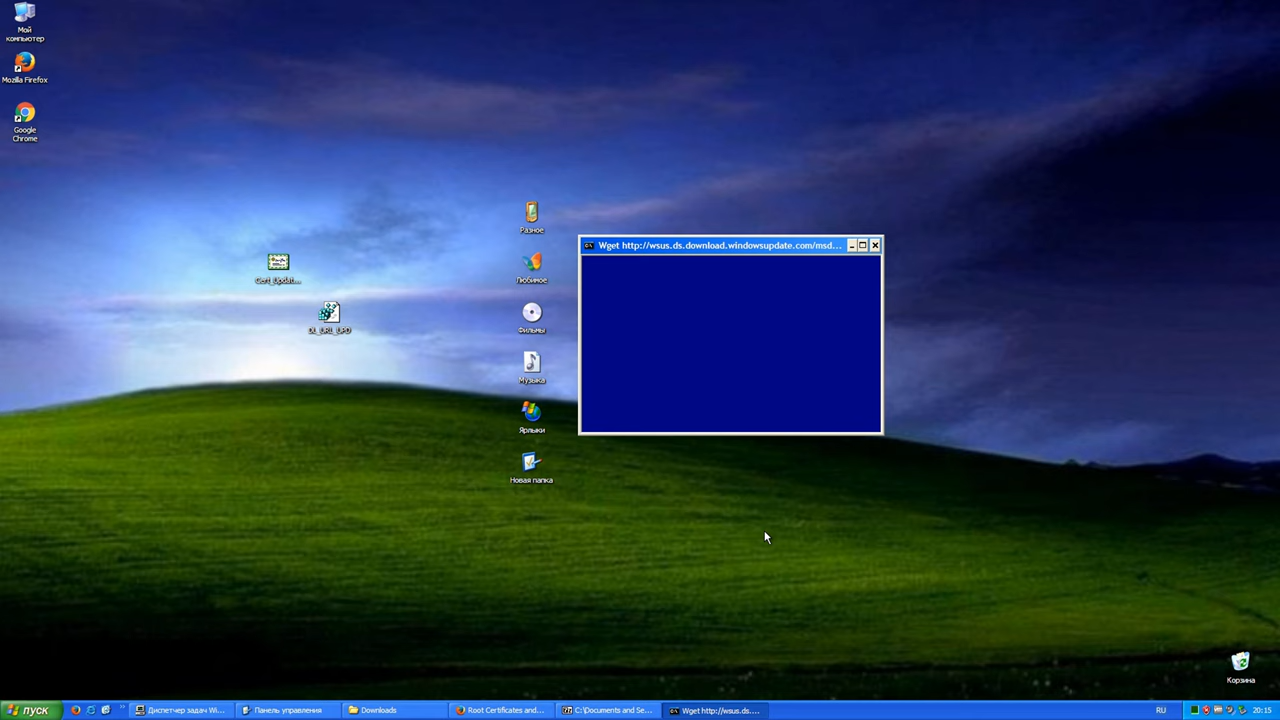 Мой
компьютер
Mozilla Firefox
Google
Chrome
Cert_Updat...
DL_URL_UPD
Разное
Любимое
Фильмы
Музыка
Ярлыки
Новая папка
Wget http://wsus.ds.download.windowsupdate.com/msd...
Корзина
пуск
Диспетчер задач Wi...
Панель управления
Downloads
Root Certificates and...
C:\Documents and Se...
Wget http://wsus.ds....
RU
20:15